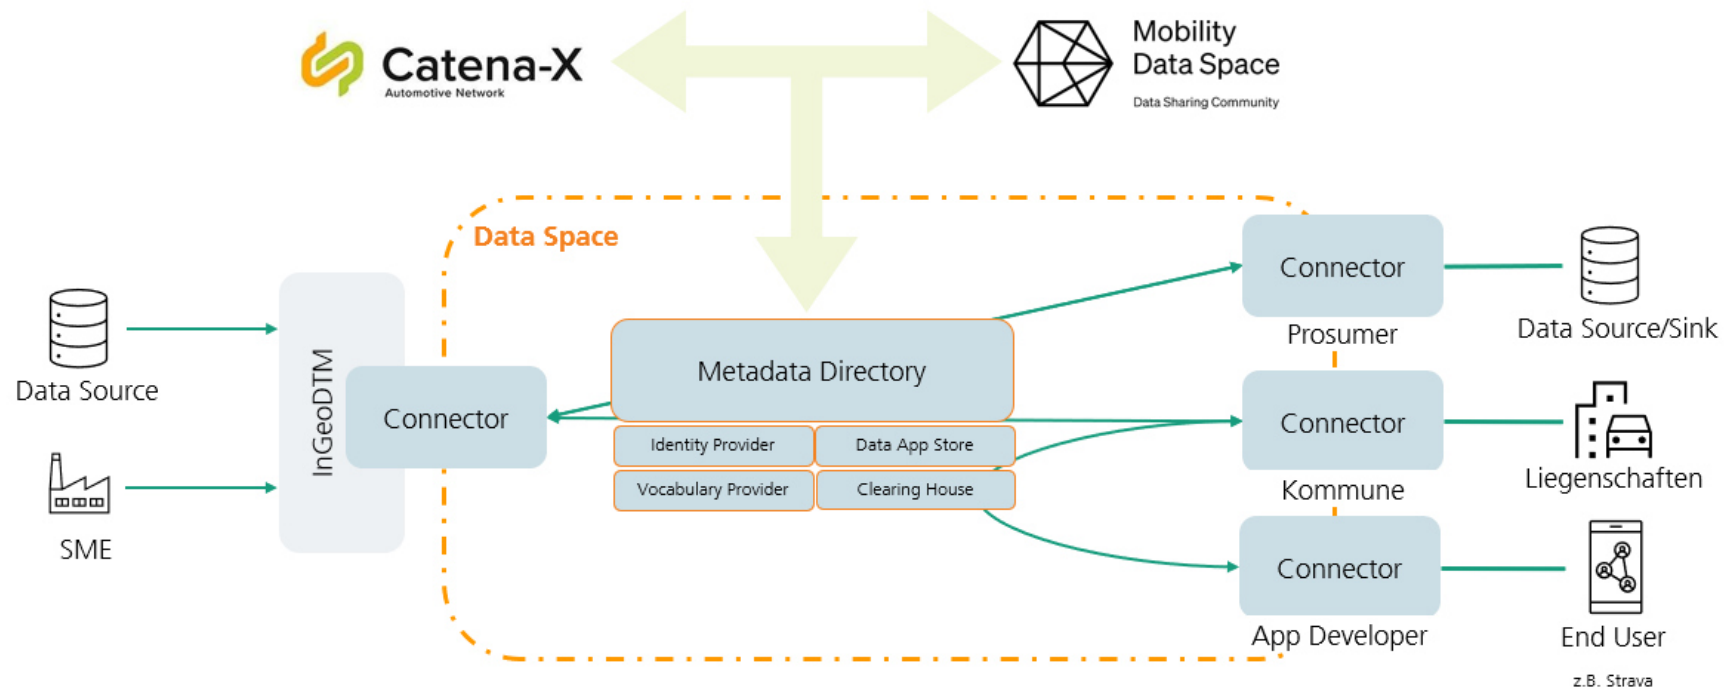 Catena-X
Automotive Network
Mobility
Data Space
Data Sharing Community
Data Space
Data Source
SME
InGeoDTM
Connector
Metadata Directory
Identity Provider
Data App Store
Vocabulary Provider
Clearing House
Connector
Prosumer
Data Source/Sink
Connector
Kommune
Liegenschaften
Connector
App Developer
End User
z.B. Strava